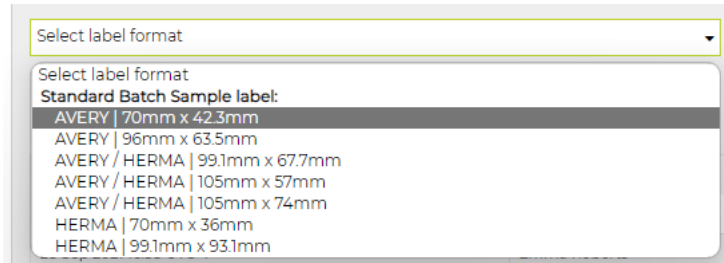 Select label format
Select label format
Standard Batch Sample label:
AVERY | 70mm x 42.3mm
AVERY | 96mm x 63.5mm
AVERY / HERMA | 99.1mm x 67.7mm
AVERY / HERMA | 105mm x 57mm
AVERY / HERMA | 105mm x 74mm
HERMA | 70mm x 36mm
HERMA | 99.1mm x 93.1mm